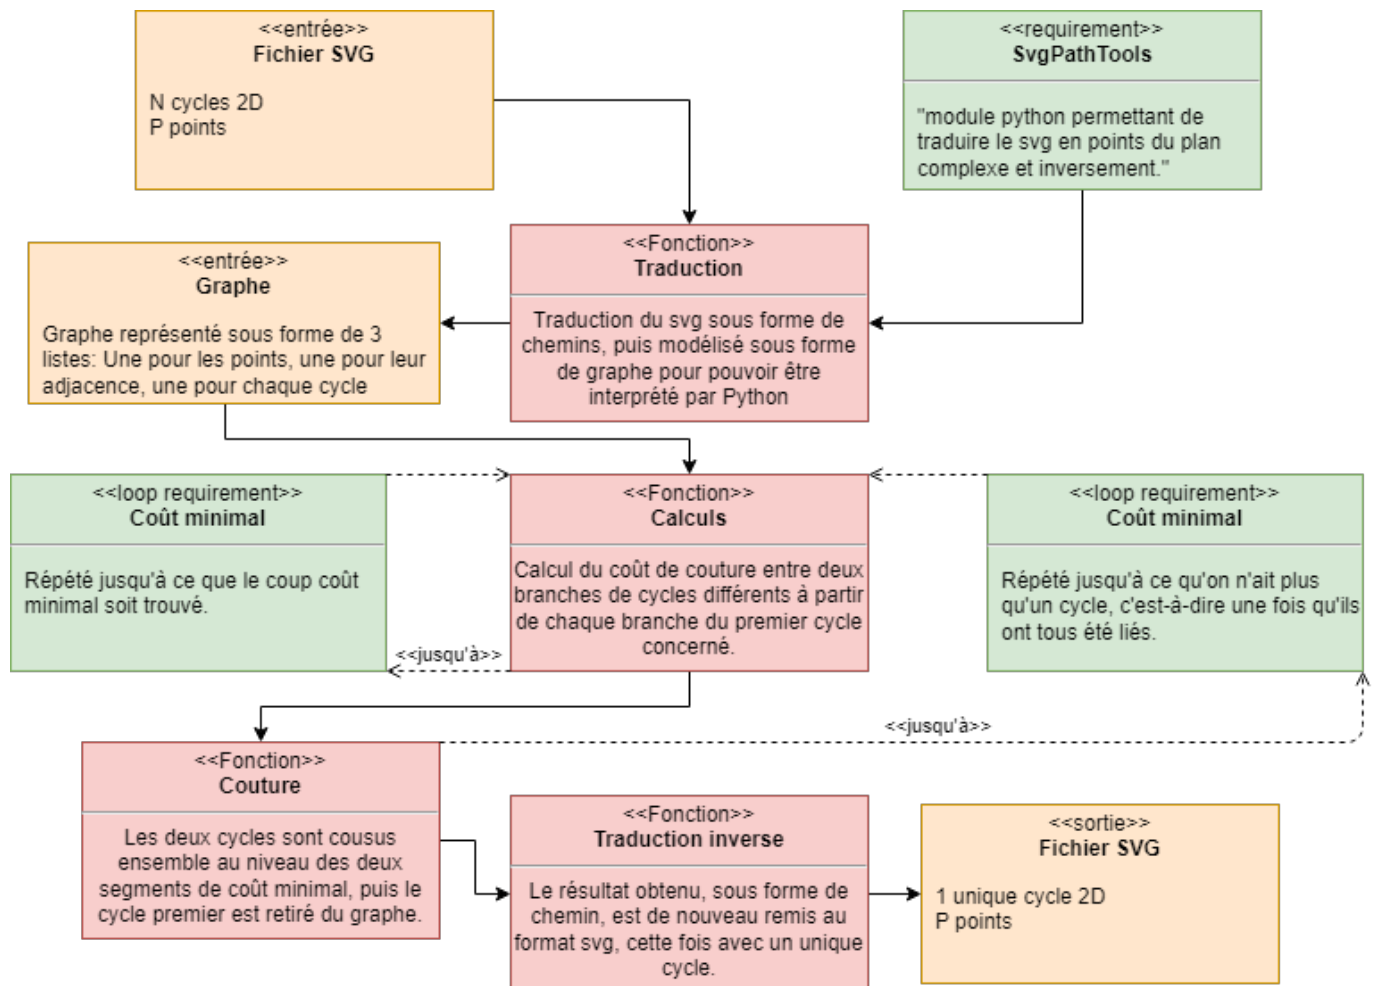 <<entrée>>
Fichier SVG
N cycles 2D
P points
<<requirement>>
SvgPathTools
"module python permettant de
traduire le svg en points du plan
complexe et inversement."
<<Fonction>>
Traduction
Traduction du svg sous forme de
chemins, puis modélisé sous forme
de graphe pour pouvoir être
interprété par Python
<<entrée>>
Graphe
Graphe représenté sous forme de 3
listes: Une pour les points, une pour leur
adjacence, une pour chaque cycle
<<loop requirement>>
Coût minimal
Répété jusqu'à ce que le coup coût
minimal soit trouvé.
<<jusqu'à>>
<<Fonction>>
Calculs
Calcul du coût de couture entre deux
branches de cycles différents à partir
de chaque branche du premier cycle
concerné.
<<loop requirement>>
Coût minimal
Répété jusqu'à ce qu'on n'ait plus
qu'un cycle, c'est-à-dire une fois qu'ils
ont tous été liés.
<<jusqu'à>>
<<Fonction>>
Couture
Les deux cycles sont cousus
ensemble au niveau des deux
segments de coût minimal, puis le
cycle premier est retiré du graphe.
<<Fonction>>
Traduction inverse
Le résultat obtenu, sous forme de
chemin, est de nouveau remis au
format svg, cette fois avec un unique
cycle.
<<sortie>>
Fichier SVG
1 unique cycle 2D
P points